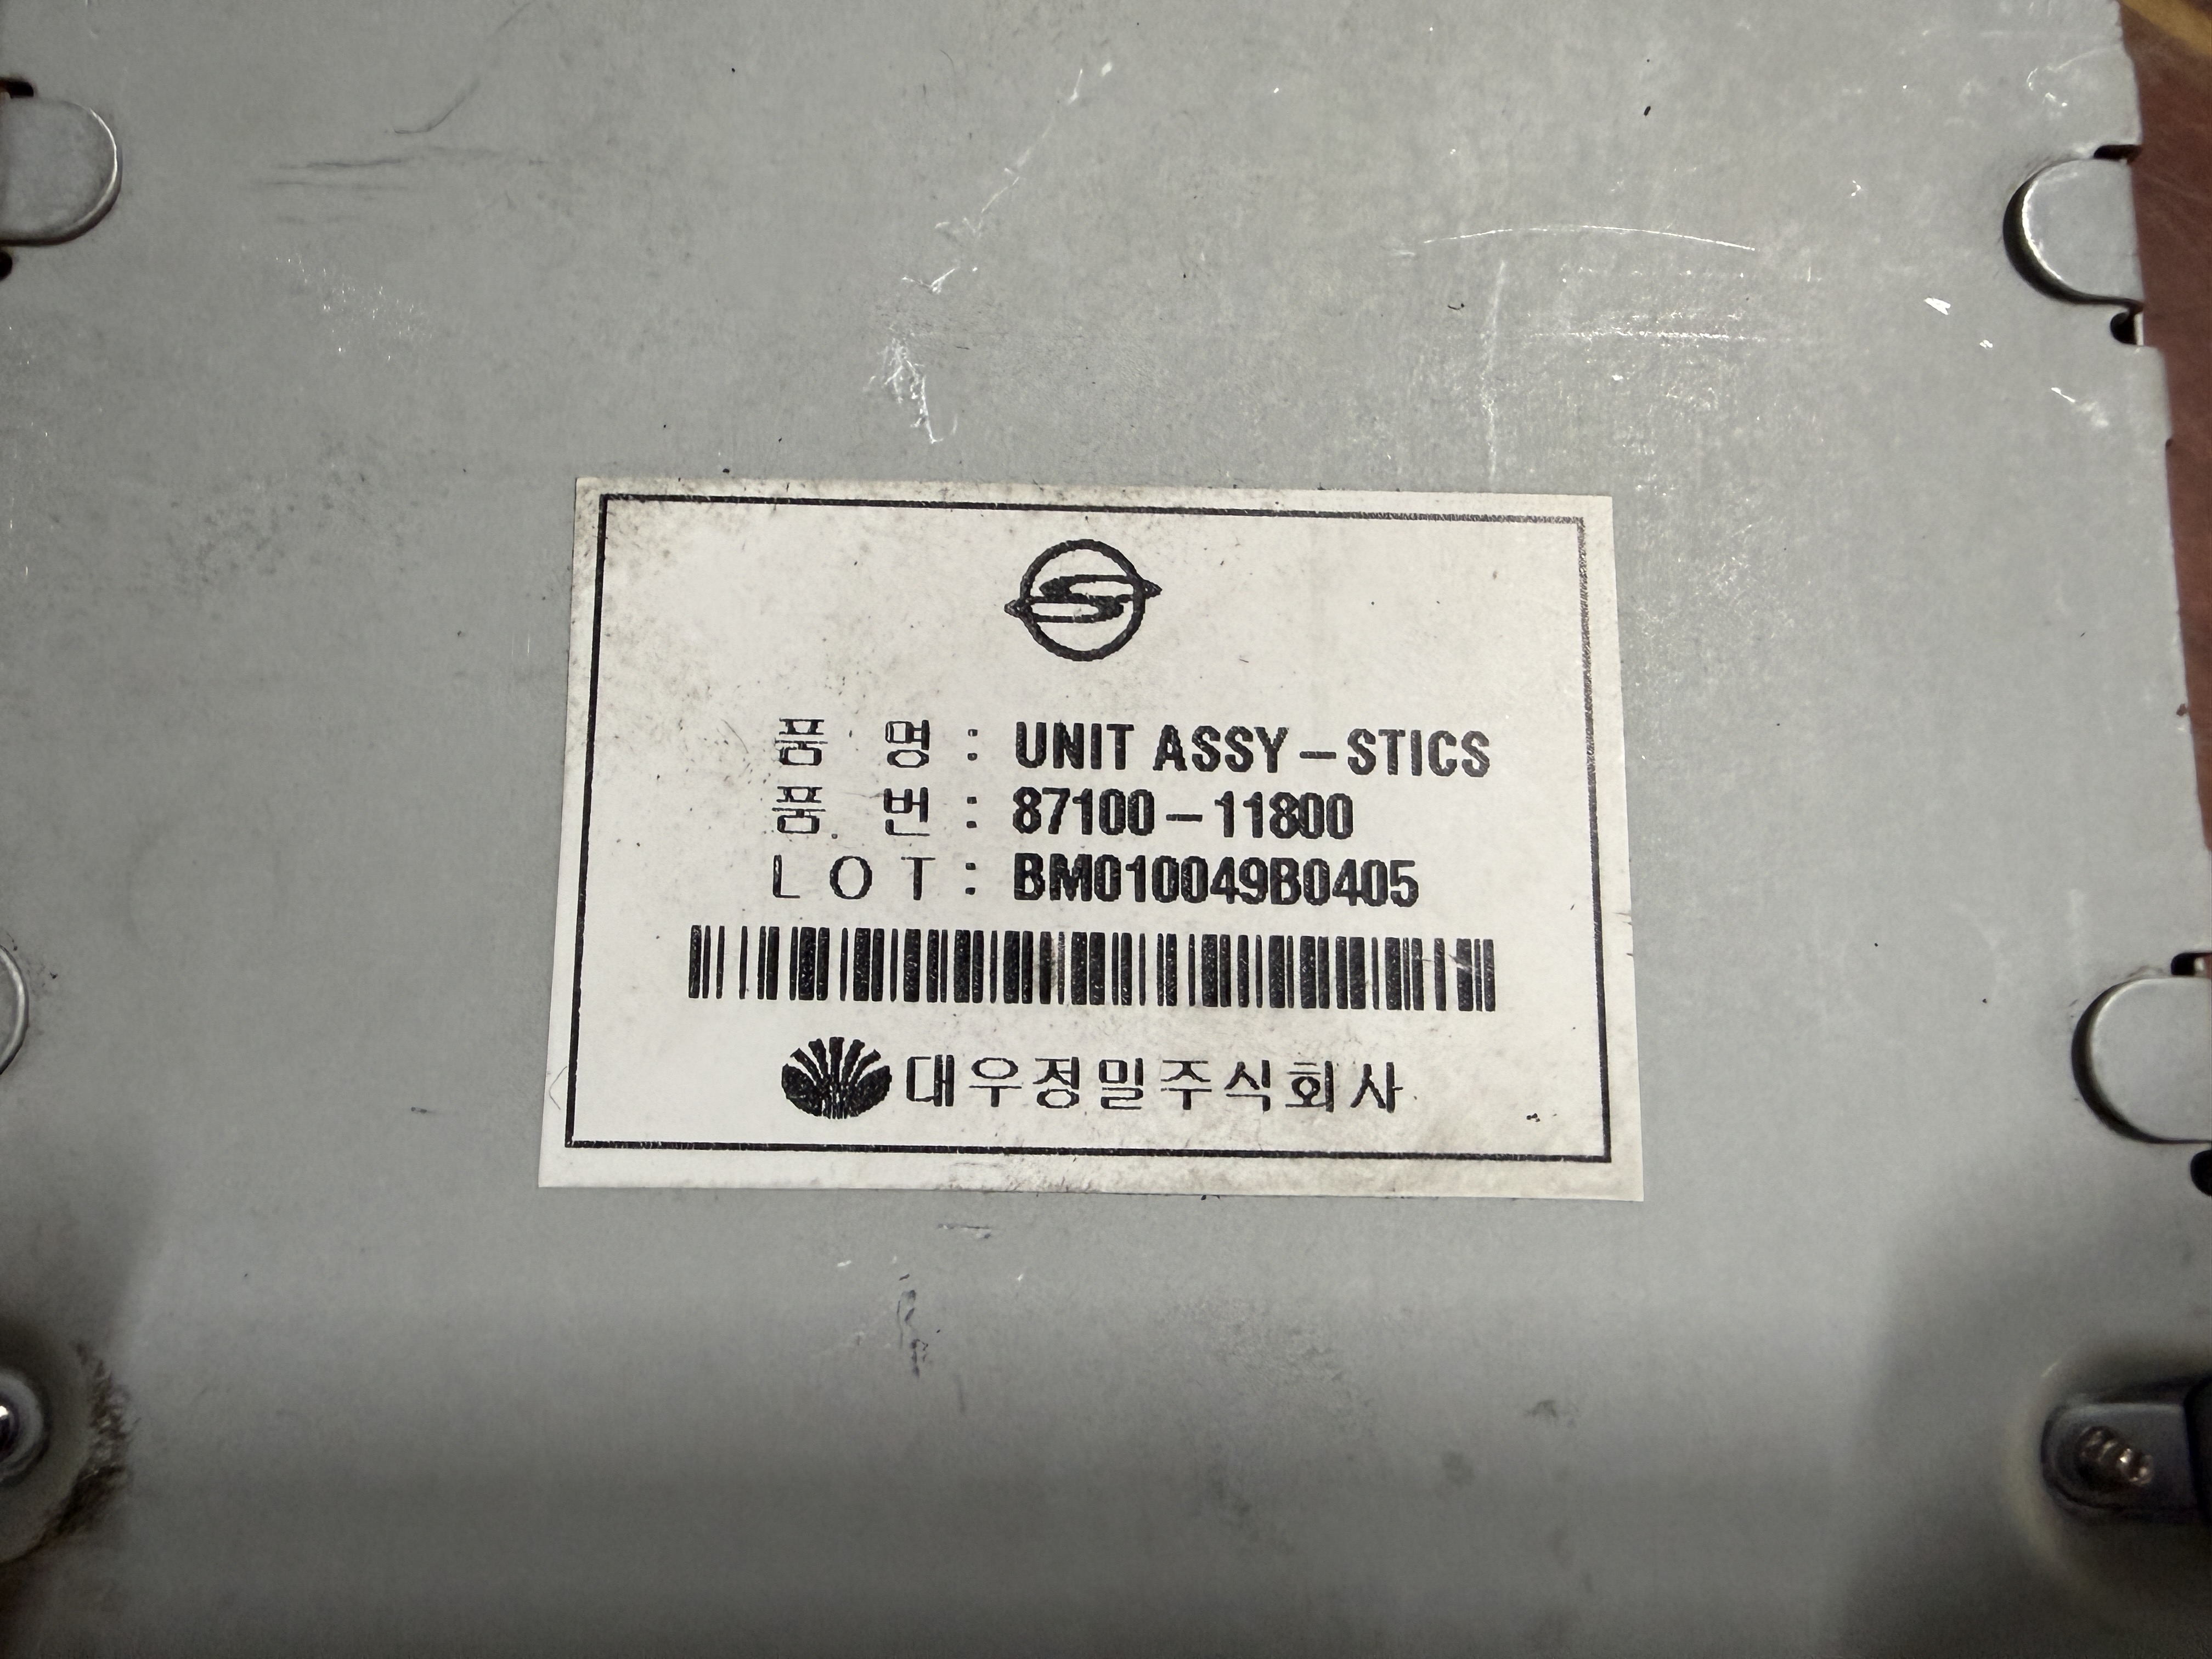 품 명 : UNIT ASSY-STICS
품 번 : 87100-11800
LOT : BM010049B0405
대우정밀주식회사